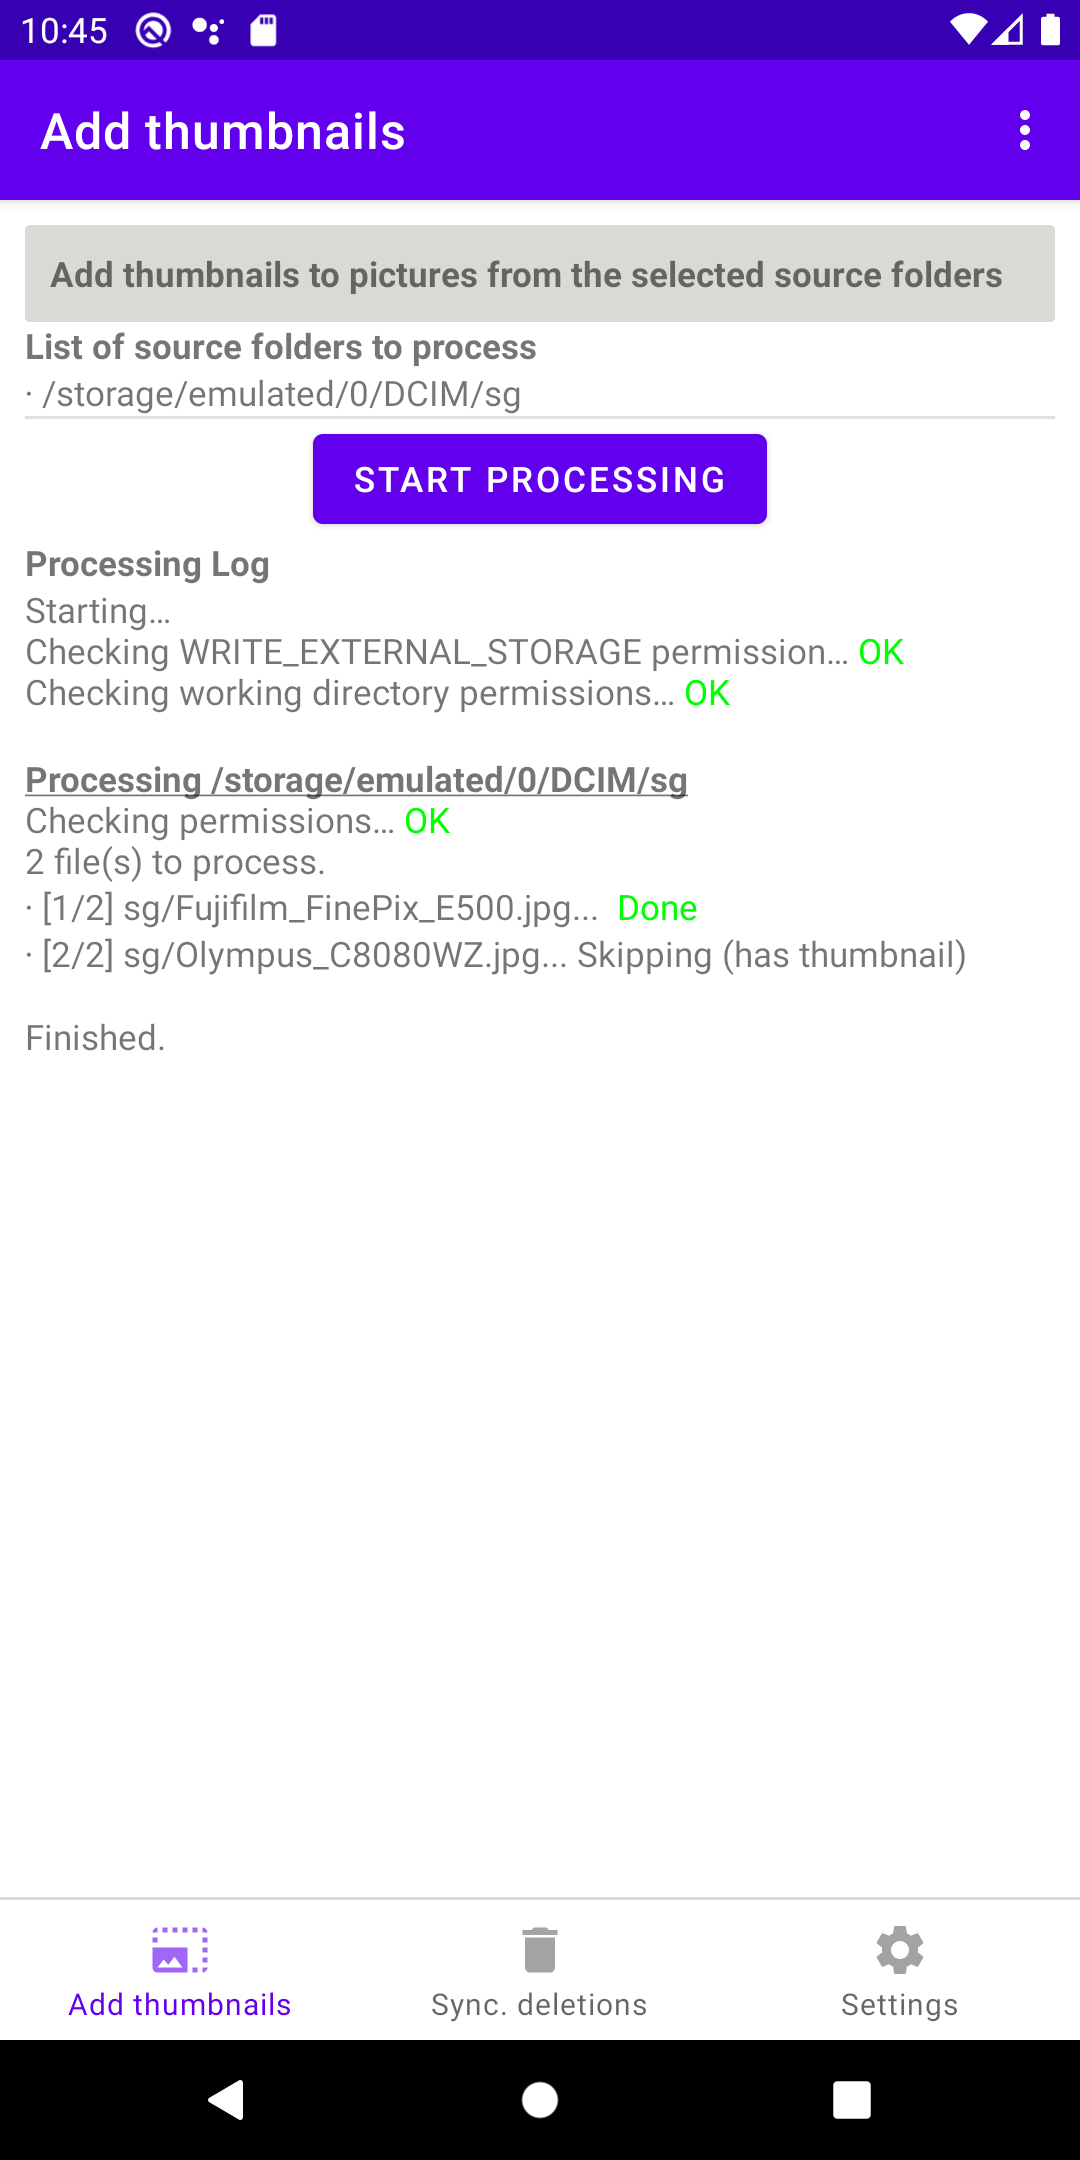 10:45
Add thumbnails
Add thumbnails to pictures from the selected source folders
List of source folders to process
· /storage/emulated/0/DCIM/sg
START PROCESSING
Processing Log
Starting…
Checking WRITE_EXTERNAL_STORAGE permission… OK
Checking working directory permissions… OK
Processing /storage/emulated/0/DCIM/sg
Checking permissions… OK
2 file(s) to process.
· [1/2] sg/Fujifilm_FinePix_E500.jpg... Done
· [2/2] sg/Olympus_C8080WZ.jpg... Skipping (has thumbnail)
Finished.
Add thumbnails
Sync. deletions
Settings